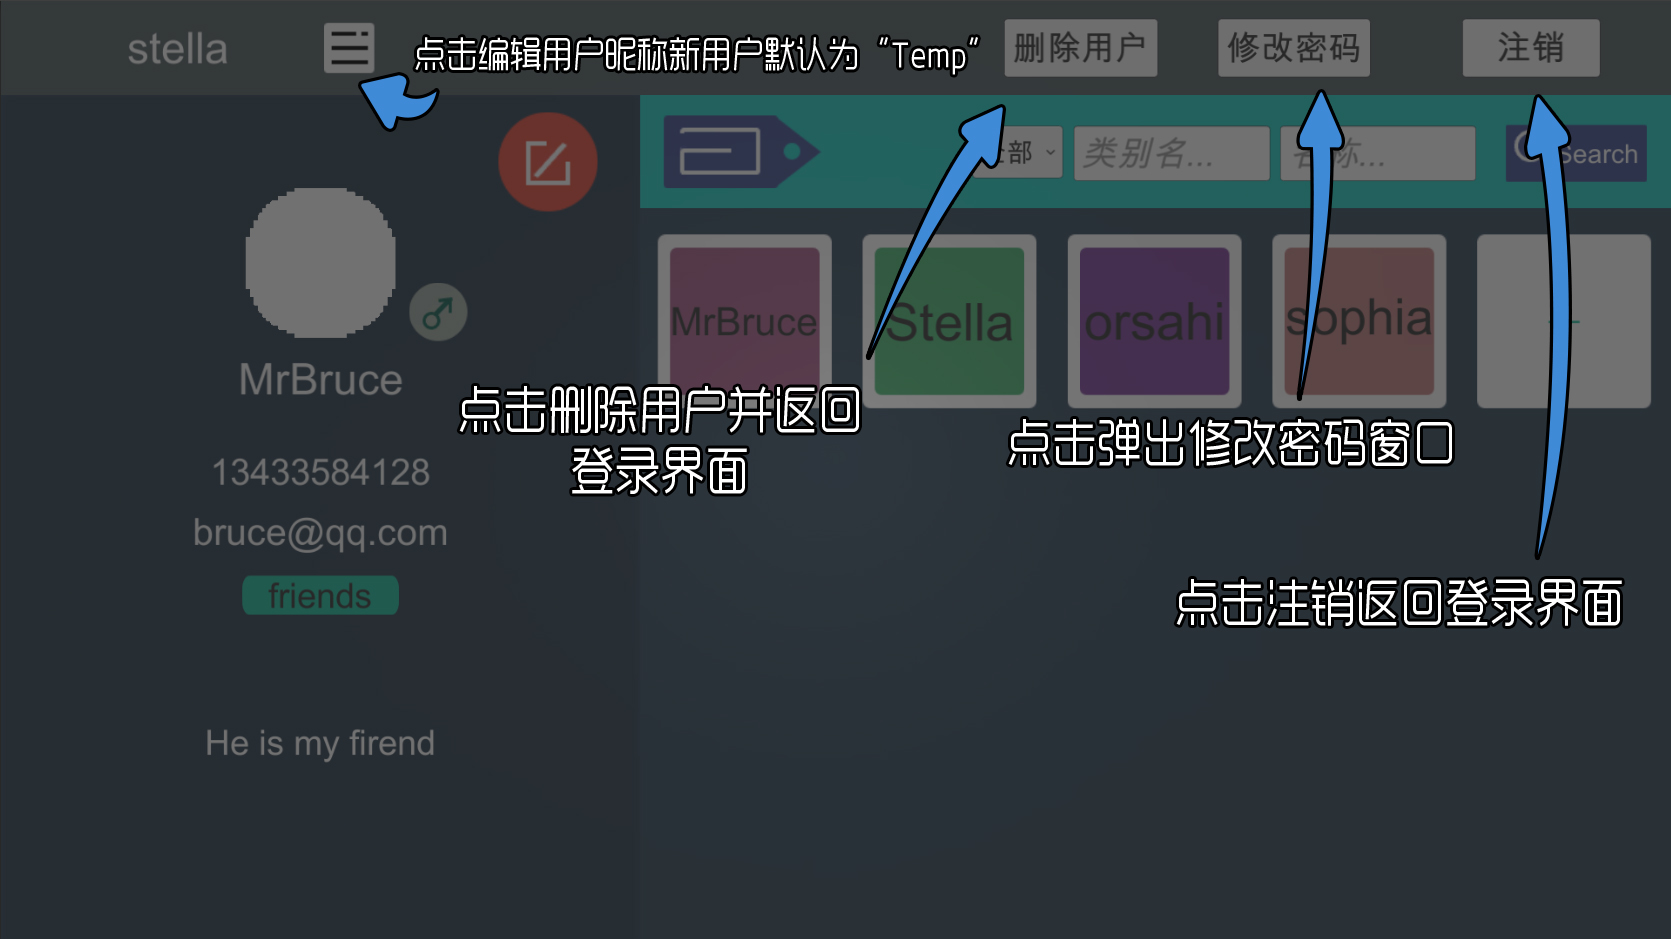 stella
点击编辑用户昵称新用户默认为“Temp”
删除用户
修改密码
注销
部
类别名...
称...
Search
MrBruce
Stella
orsahi
sophia
MrBruce
点击删除用户并返回
登录界面
点击弹出修改密码窗口
13433584128
bruce@qq.com
friends
点击注销返回登录界面
He is my firend